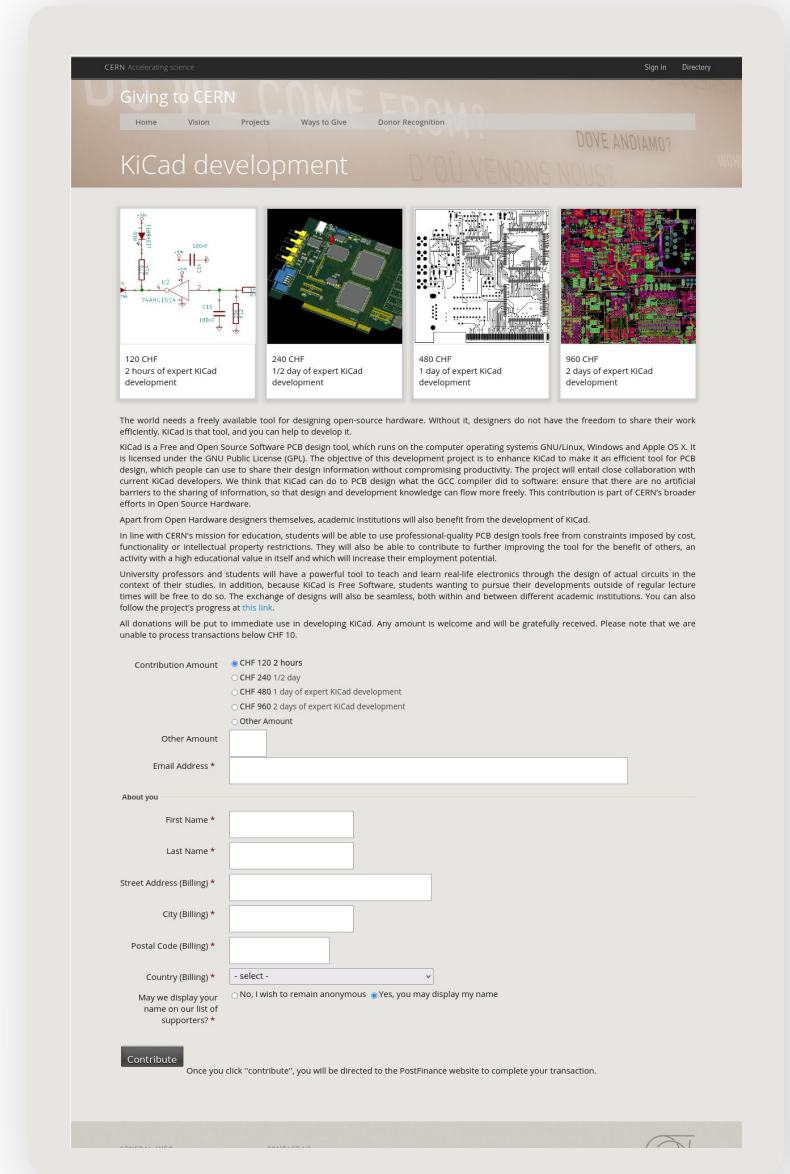 CERN Accelerating science
Sign in Directory
DO WE COME FROM?
Giving to CERN
Home Vision Projects Ways to Give Donor Recognition
DOVE ANDIAMO?
KiCad development
D'OÙ VENONS NOUS?
100nF
U2
4 2
74AHC1G14
C15
100nF
120 CHF
2 hours of expert KiCad
development
240 CHF
1/2 day of expert KiCad
development
480 CHF
1 day of expert KiCad
development
960 CHF
2 days of expert KiCad
development
The world needs a freely available tool for designing open-source hardware. Without it, designers do not have the freedom to share their work
efficiently. KiCad is that tool, and you can help to develop it.
KiCad is a Free and Open Source Software PCB design tool, which runs on the computer operating systems GNU/Linux, Windows and Apple OS X. It
is licensed under the GNU Public License (GPL). The objective of this development project is to enhance KiCad to make it an efficient tool for PCB
design, which people can use to share their design information without compromising productivity. The project will entail close collaboration with
current KiCad developers. We think that KiCad can do to PCB design what the GCC compiler did to software: ensure that there are no artificial
barriers to the sharing of information, so that design and development knowledge can flow more freely. This contribution is part of CERN's broader
efforts in Open Source Hardware.
Apart from Open Hardware designers themselves, academic institutions will also benefit from the development of KiCad.
In line with CERN's mission for education, students will be able to use professional-quality PCB design tools free from constraints imposed by cost,
functionality or intellectual property restrictions. They will also be able to contribute to further improving the tool for the benefit of others, an
activity with a high educational value in itself and which will increase their employment potential.
University professors and students will have a powerful tool to teach and learn real-life electronics through the design of actual circuits in the
context of their studies. In addition, because KiCad is Free Software, students wanting to pursue their developments outside of regular lecture
times will be free to do so. The exchange of designs will also be seamless, both within and between different academic institutions. You can also
follow the project's progress at this link.
All donations will be put to immediate use in developing KiCad. Any amount is welcome and will be gratefully received. Please note that we are
unable to process transactions below CHF 10.
Contribution Amount
CHF 120 2 hours
CHF 240 1/2 day
CHF 480 1 day of expert KiCad development
CHF 960 2 days of expert KiCad development
Other Amount
Other Amount
Email Address *
About you
First Name *
Last Name *
Street Address (Billing) *
City (Billing) *
Postal Code (Billing) *
Country (Billing) * - select -
May we display your
name on our list of
supporters? *
No, I wish to remain anonymous Yes, you may display my name
Contribute
Once you click "contribute", you will be directed to the PostFinance website to complete your transaction.